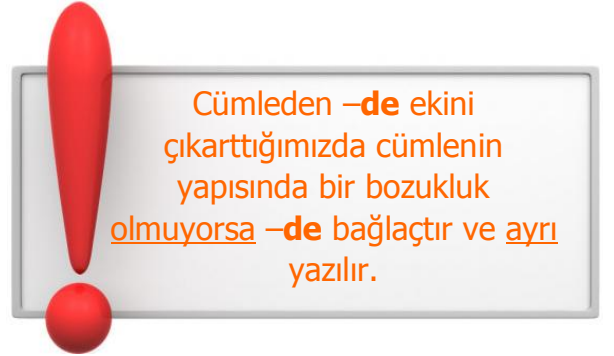 Cümleden –de ekini
çıkarttığımızda cümlenin
yapısında bir bozukluk
olmuyorsa –de bağlaçtır ve ayrı
yazılır.